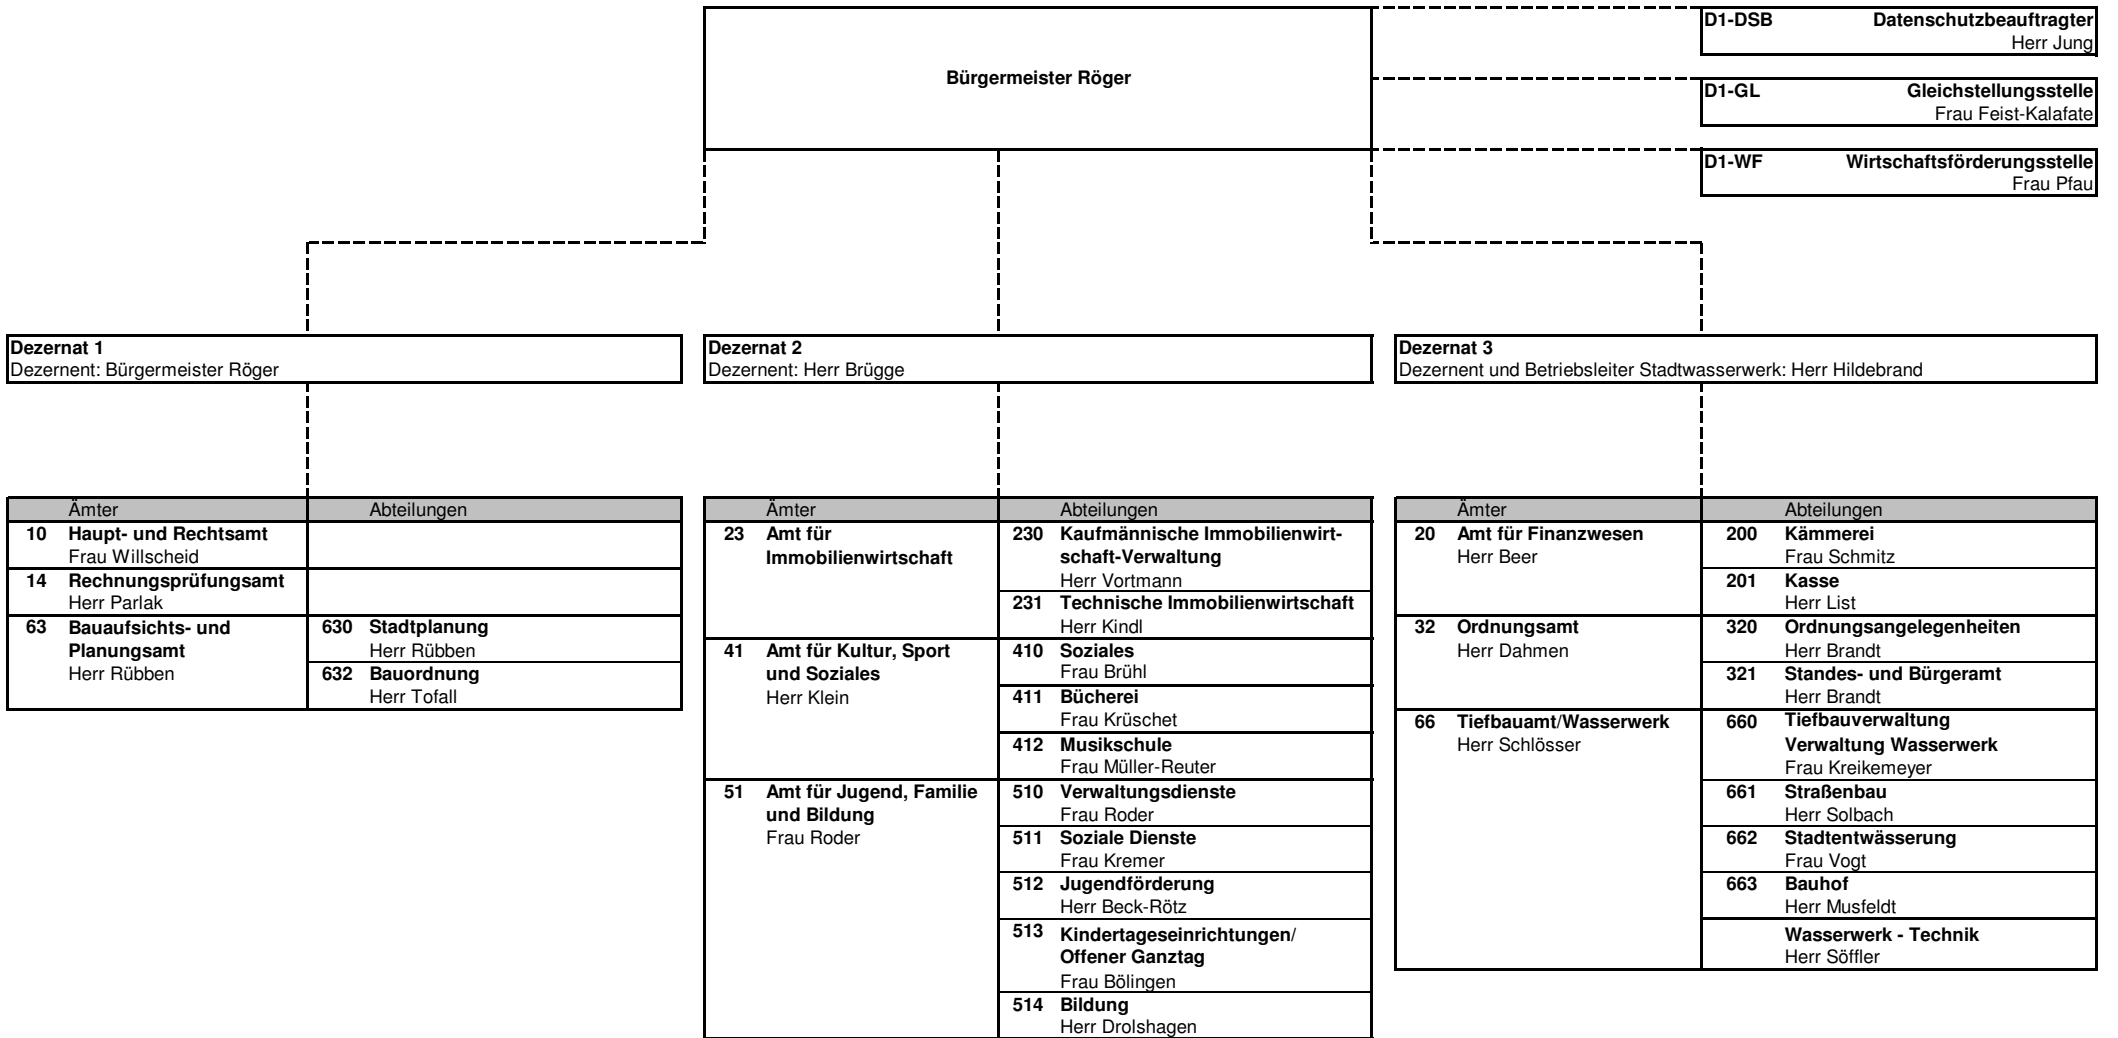 Bürgermeister Röger
D1-DSB Datenschutzbeauftragter
Herr Jung
D1-GL Gleichstellungsstelle
Frau Feist-Kalafate
D1-WF Wirtschaftsförderungsstelle
Frau Pfau
Dezernat 1
Dezernent: Bürgermeister Röger
Ämter Abteilungen
10 Haupt- und Rechtsamt
Frau Willscheid
14 Rechnungsprüfungsamt
Herr Parlak
63 Bauaufsichts- und
Planungsamt
Herr Rübben
630 Stadtplanung
Herr Rübben
632 Bauordnung
Herr Tofall
Dezernat 2
Dezernent: Herr Brügge
Ämter Abteilungen
23 Amt für
Immobilienwirtschaft
230 Kaufmännische Immobilienwirt-
schaft-Verwaltung
Herr Vortmann
231 Technische Immobilienwirtschaft
Herr Kindl
41 Amt für Kultur, Sport
und Soziales
Herr Klein
410 Soziales
Frau Brühl
411 Bücherei
Frau Krüschet
412 Musikschule
Frau Müller-Reuter
51 Amt für Jugend, Familie
und Bildung
Frau Roder
510 Verwaltungsdienste
Frau Roder
511 Soziale Dienste
Frau Kremer
512 Jugendförderung
Herr Beck-Rötz
513 Kindertageseinrichtungen/
Offener Ganztag
Frau Bölingen
514 Bildung
Herr Drolshagen
Dezernat 3
Dezernent und Betriebsleiter Stadtwasserwerk: Herr Hildebrand
Ämter Abteilungen
20 Amt für Finanzwesen
Herr Beer
200 Kämmerei
Frau Schmitz
201 Kasse
Herr List
32 Ordnungsamt
Herr Dahmen
320 Ordnungsangelegenheiten
Herr Brandt
321 Standes- und Bürgeramt
Herr Brandt
66 Tiefbauamt/Wasserwerk
Herr Schlösser
660 Tiefbauverwaltung
Verwaltung Wasserwerk
Frau Kreikemeyer
661 Straßenbau
Herr Solbach
662 Stadtentwässerung
Frau Vogt
663 Bauhof
Herr Musfeldt
Wasserwerk - Technik
Herr Söffler